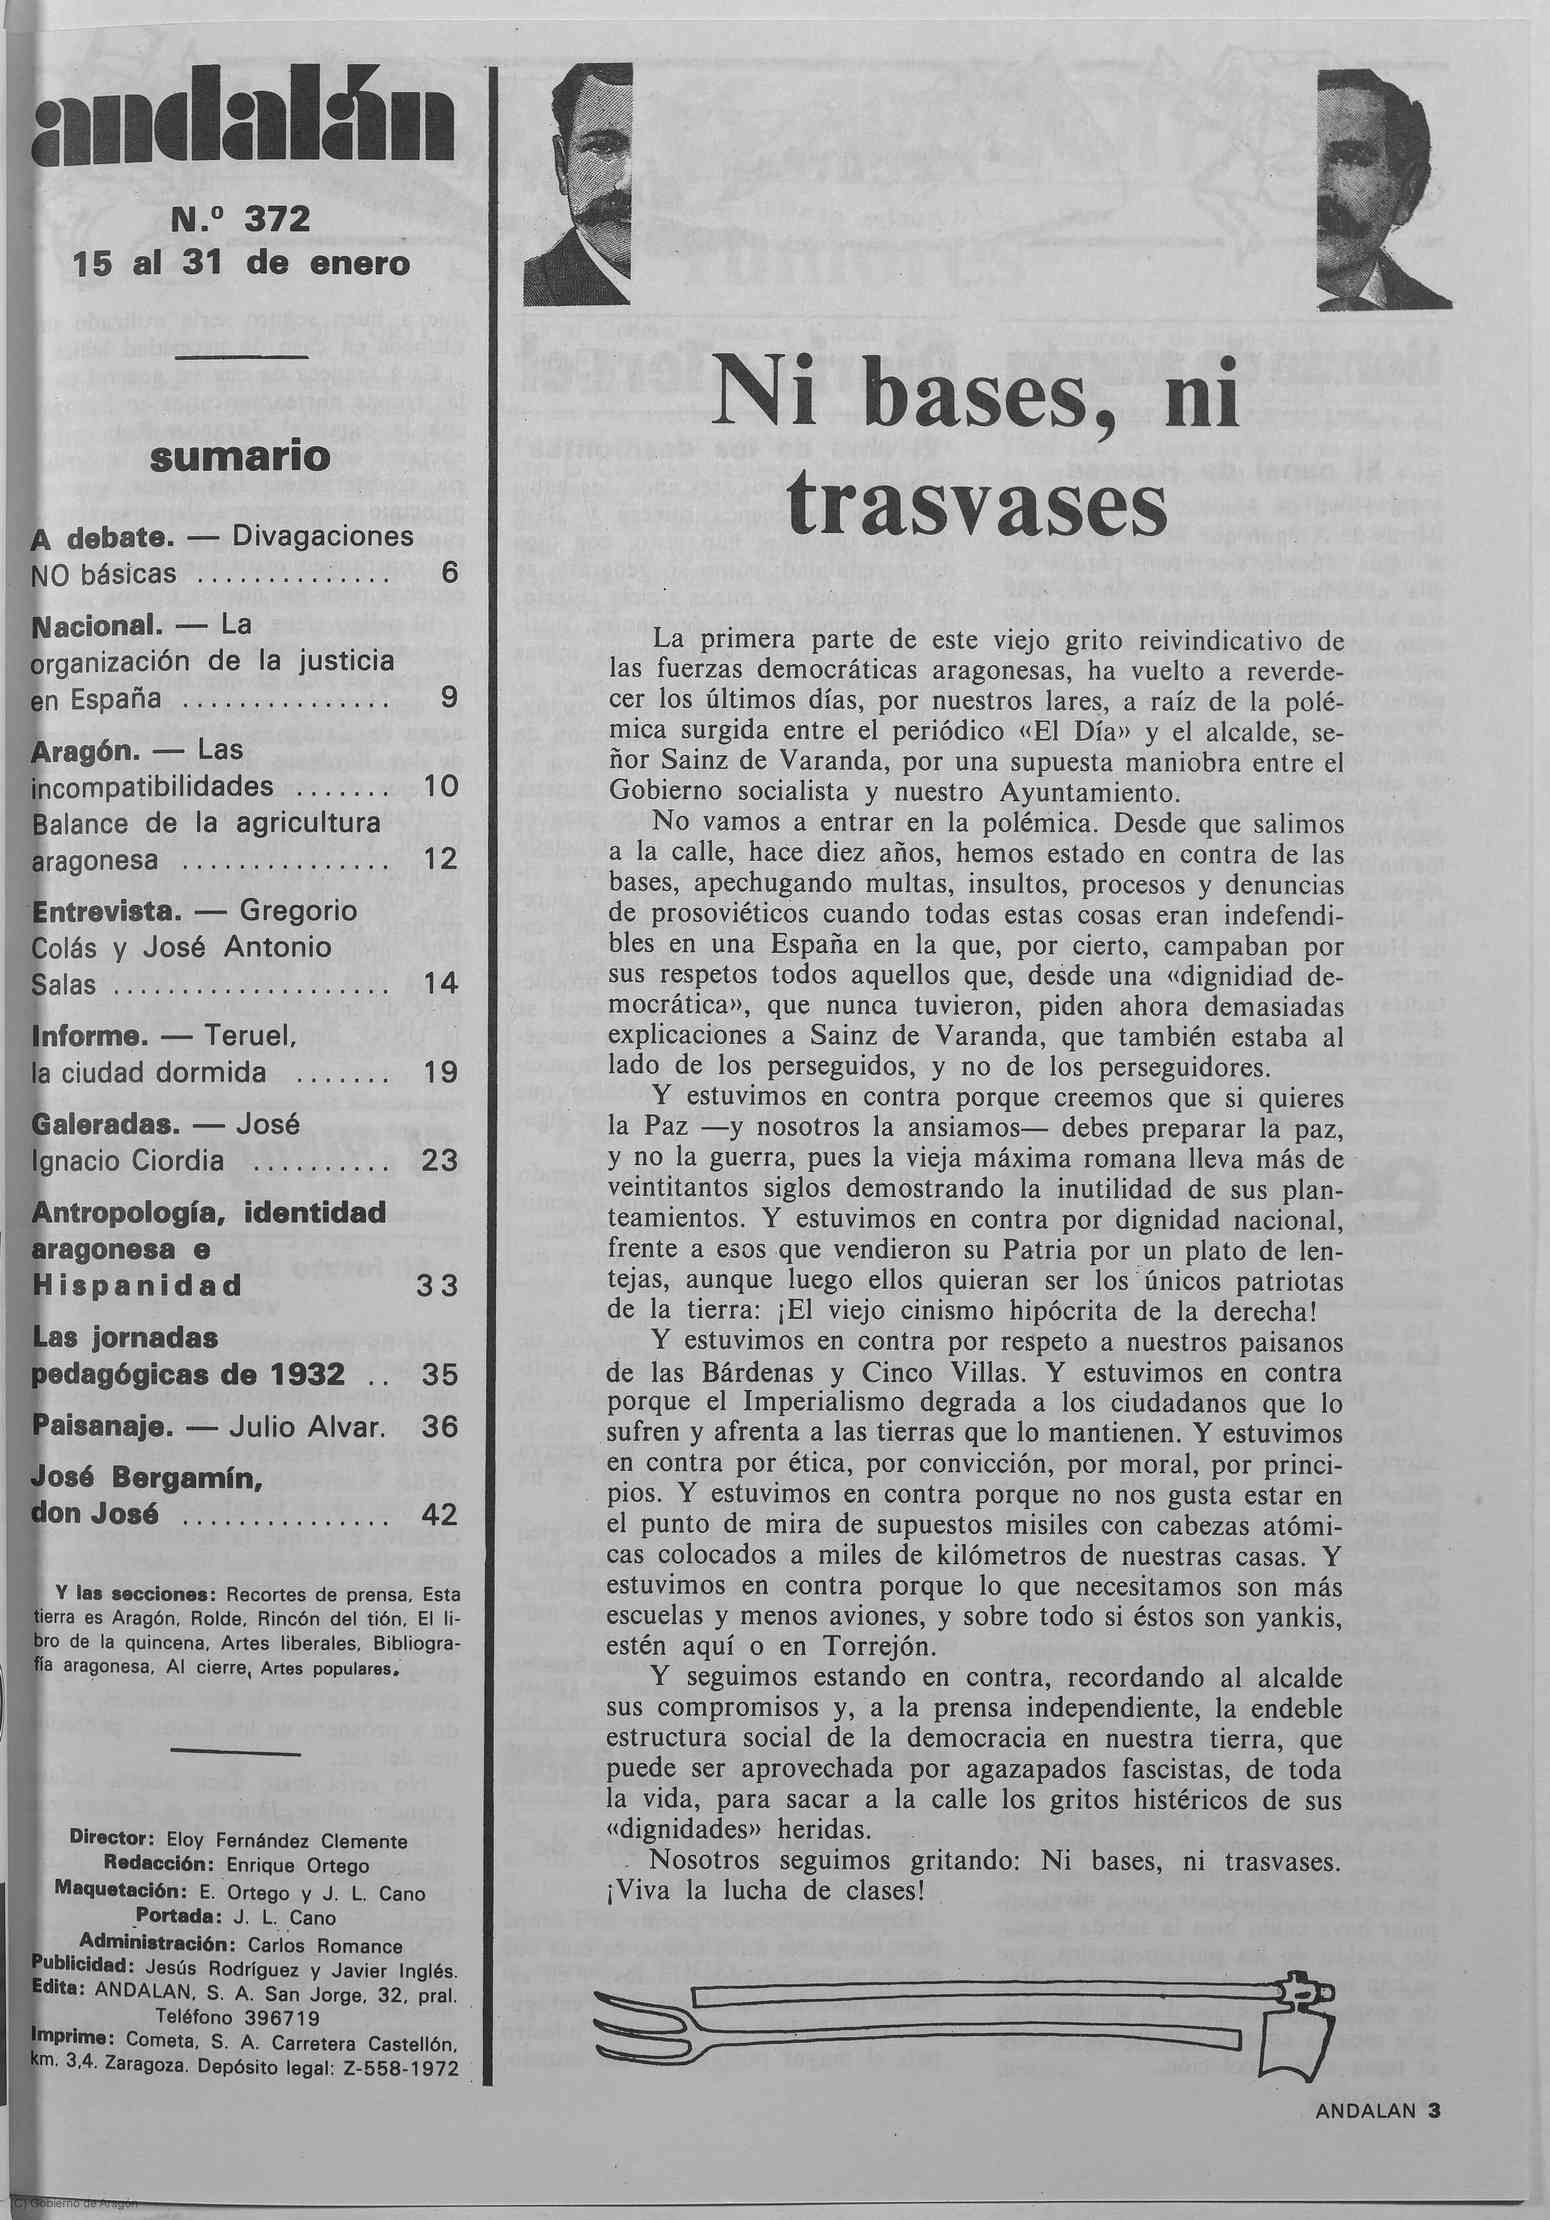 andalán
N.º 372
15 al 31 de enero
sumario
A debate. — Divagaciones
NO básicas .............. 6
Nacional. — La
organización de la justicia
en España ............... 9
Aragón. — Las
incompatibilidades ....... 10
Balance de la agricultura
aragonesa ............... 12
Entrevista. — Gregorio
Colás y José Antonio
Salas .................... 14
Informe. — Teruel,
la ciudad dormida ....... 19
Galeradas. — José
Ignacio Ciordia .......... 23
Antropología, identidad
aragonesa e
Hispanidad 33
Las jornadas
pedagógicas de 1932 .. 35
Paisanaje. — Julio Alvar. 36
José Bergamín,
don José ............... 42
Y las secciones: Recortes de prensa, Esta
tierra es Aragón, Rolde, Rincón del tión, El li-
bro de la quincena, Artes liberales, Bibliogra-
fía aragonesa, Al cierre, Artes populares.
Director: Eloy Fernández Clemente
Redacción: Enrique Ortego
Maquetación: E. Ortego y J. L. Cano
Portada: J. L. Cano
Administración: Carlos Romance
Publicidad: Jesús Rodríguez y Javier Inglés.
Edita: ANDALAN, S. A. San Jorge, 32, pral.
Teléfono 396719
Imprime: Cometa, S. A. Carretera Castellón,
km. 3,4. Zaragoza. Depósito legal: Z-558-1972
Ni bases, ni
trasvases
La primera parte de este viejo grito reivindicativo de
las fuerzas democráticas aragonesas, ha vuelto a reverde-
cer los últimos días, por nuestros lares, a raíz de la polé-
mica surgida entre el periódico «El Día» y el alcalde, se-
ñor Sainz de Varanda, por una supuesta maniobra entre el
Gobierno socialista y nuestro Ayuntamiento.
No vamos a entrar en la polémica. Desde que salimos
a la calle, hace diez años, hemos estado en contra de las
bases, apechugando multas, insultos, procesos y denuncias
de prosoviéticos cuando todas estas cosas eran indefendi-
bles en una España en la que, por cierto, campaban por
sus respetos todos aquellos que, desde una «dignidiad de-
mocrática», que nunca tuvieron, piden ahora demasiadas
explicaciones a Sainz de Varanda, que también estaba al
lado de los perseguidos, y no de los perseguidores.
Y estuvimos en contra porque creemos que si quieres
la Paz —y nosotros la ansiamos— debes preparar la paz,
y no la guerra, pues la vieja máxima romana lleva más de
veintitantos siglos demostrando la inutilidad de sus plan-
teamientos. Y estuvimos en contra por dignidad nacional,
frente a esos que vendieron su Patria por un plato de len-
tejas, aunque luego ellos quieran ser los únicos patriotas
de la tierra: ¡El viejo cinismo hipócrita de la derecha!
Y estuvimos en contra por respeto a nuestros paisanos
de las Bárdenas y Cinco Villas. Y estuvimos en contra
porque el Imperialismo degrada a los ciudadanos que lo
sufren y afrenta a las tierras que lo mantienen. Y estuvimos
en contra por ética, por convicción, por moral, por princi-
pios. Y estuvimos en contra porque no nos gusta estar en
el punto de mira de supuestos misiles con cabezas atómi-
cas colocados a miles de kilómetros de nuestras casas. Y
estuvimos en contra porque lo que necesitamos son más
escuelas y menos aviones, y sobre todo si éstos son yankis,
estén aquí o en Torrejón.
Y seguimos estando en contra, recordando al alcalde
sus compromisos y, a la prensa independiente, la endeble
estructura social de la democracia en nuestra tierra, que
puede ser aprovechada por agazapados fascistas, de toda
la vida, para sacar a la calle los gritos histéricos de sus
«dignidades» heridas.
Nosotros seguimos gritando: Ni bases, ni trasvases.
¡Viva la lucha de clases!
ANDALAN 3
(C) Gobierno de Aragón